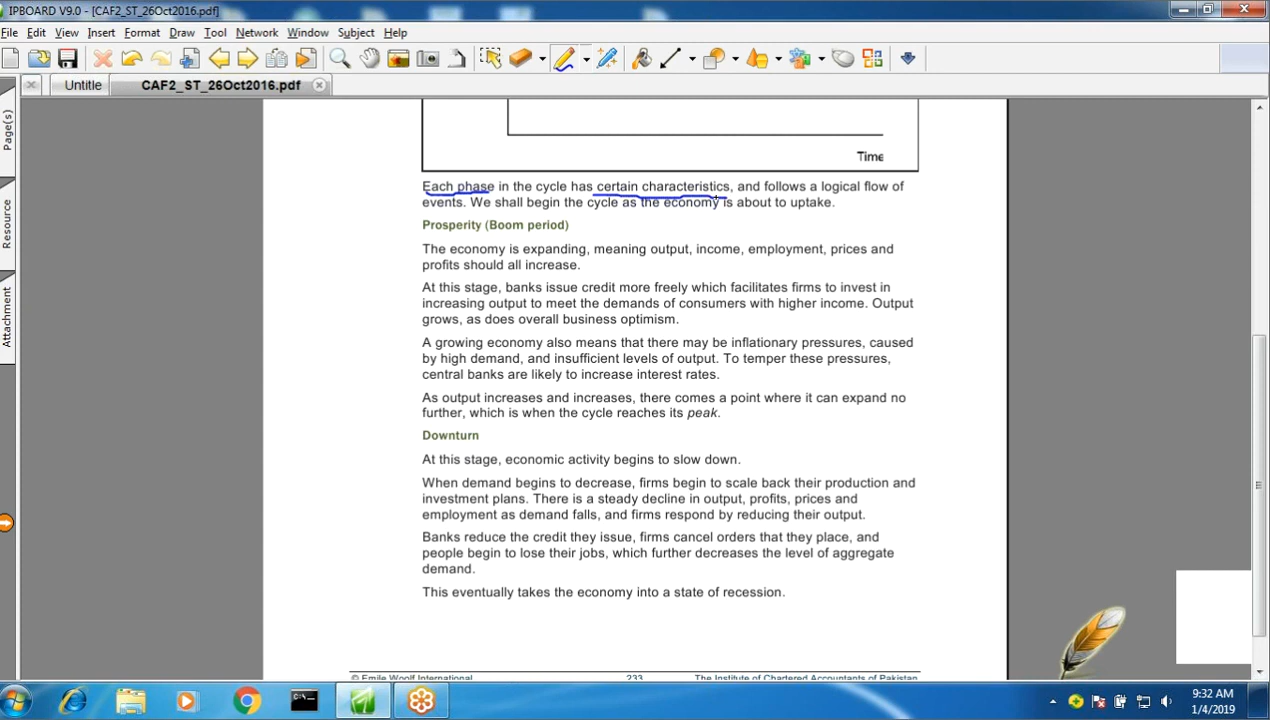 IPBOARD V9.0 - [CAF2_ST_26Oct2016.pdf]
File Edit View Insert Format Draw Tool Network Window Subject Help
Untitle CAF2_ST_26Oct2016.pdf
Page(s)
Resource
Attachment
Time
Each phase in the cycle has certain characteristics, and follows a logical flow of
events. We shall begin the cycle as the economy is about to uptake.
Prosperity (Boom period)
The economy is expanding, meaning output, income, employment, prices and
profits should all increase.
At this stage, banks issue credit more freely which facilitates firms to invest in
increasing output to meet the demands of consumers with higher income. Output
grows, as does overall business optimism.
A growing economy also means that there may be inflationary pressures, caused
by high demand, and insufficient levels of output. To temper these pressures,
central banks are likely to increase interest rates.
As output increases and increases, there comes a point where it can expand no
further, which is when the cycle reaches its peak.
Downturn
At this stage, economic activity begins to slow down.
When demand begins to decrease, firms begin to scale back their production and
investment plans. There is a steady decline in output, profits, prices and
employment as demand falls, and firms respond by reducing their output.
Banks reduce the credit they issue, firms cancel orders that they place, and
people begin to lose their jobs, which further decreases the level of aggregate
demand.
This eventually takes the economy into a state of recession.
© Emile Woolf International 233 The Institute of Chartered Accountants of Pakistan
9:32 AM
1/4/2019